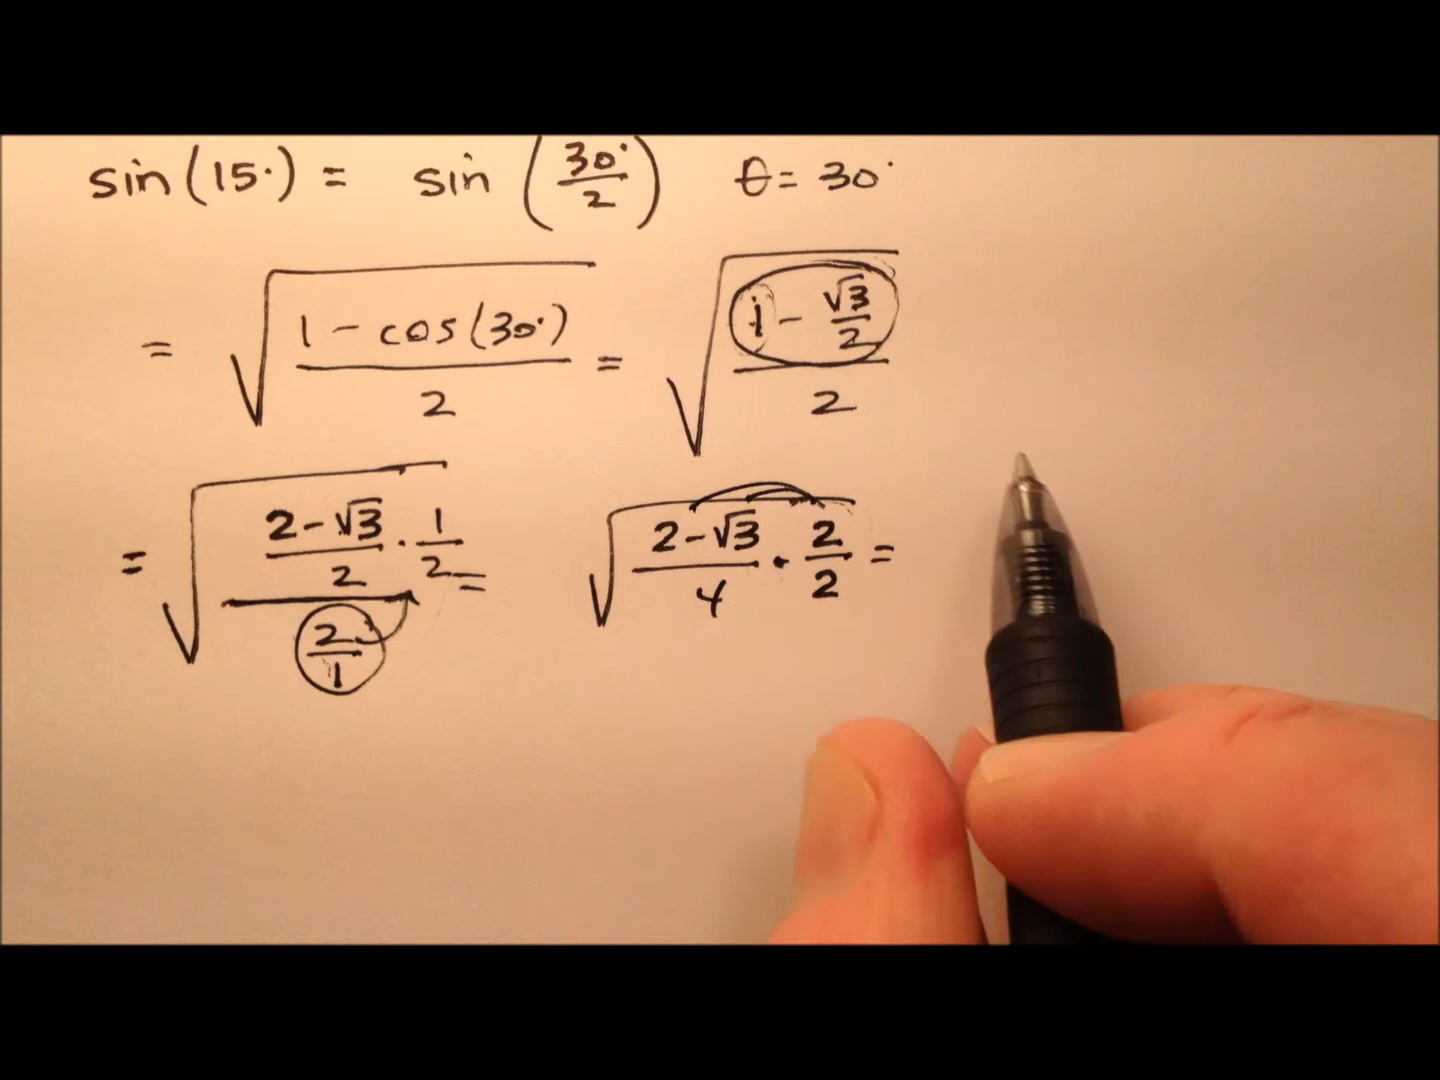 sin(15°) = sin(30°/2) θ = 30°
= √((1 - cos(30°))/2) = √((1 - √3/2)/2)
= √(((2-√3)/2 · 1/2)/(2/1)) = √((2-√3)/4 · 2/2) =